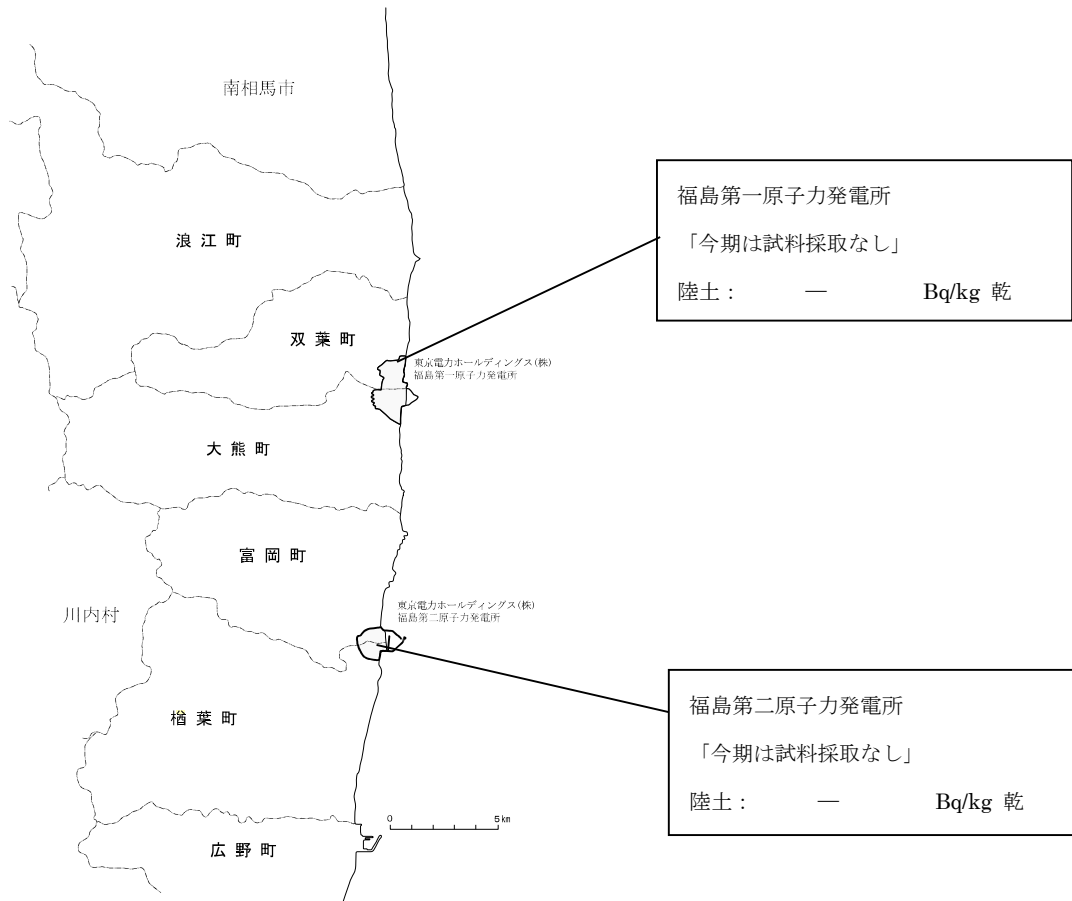 南相馬市
福島第一原子力発電所
「今期は試料採取なし」
陸土： ― Bq/kg 乾
浪 江 町
双 葉 町
東京電力ホールディングス(株)
福島第一原子力発電所
大 熊 町
富 岡 町
川内村
東京電力ホールディングス(株)
福島第二原子力発電所
福島第二原子力発電所
「今期は試料採取なし」
陸土： ― Bq/kg 乾
楢 葉 町
0 5km
広 野 町